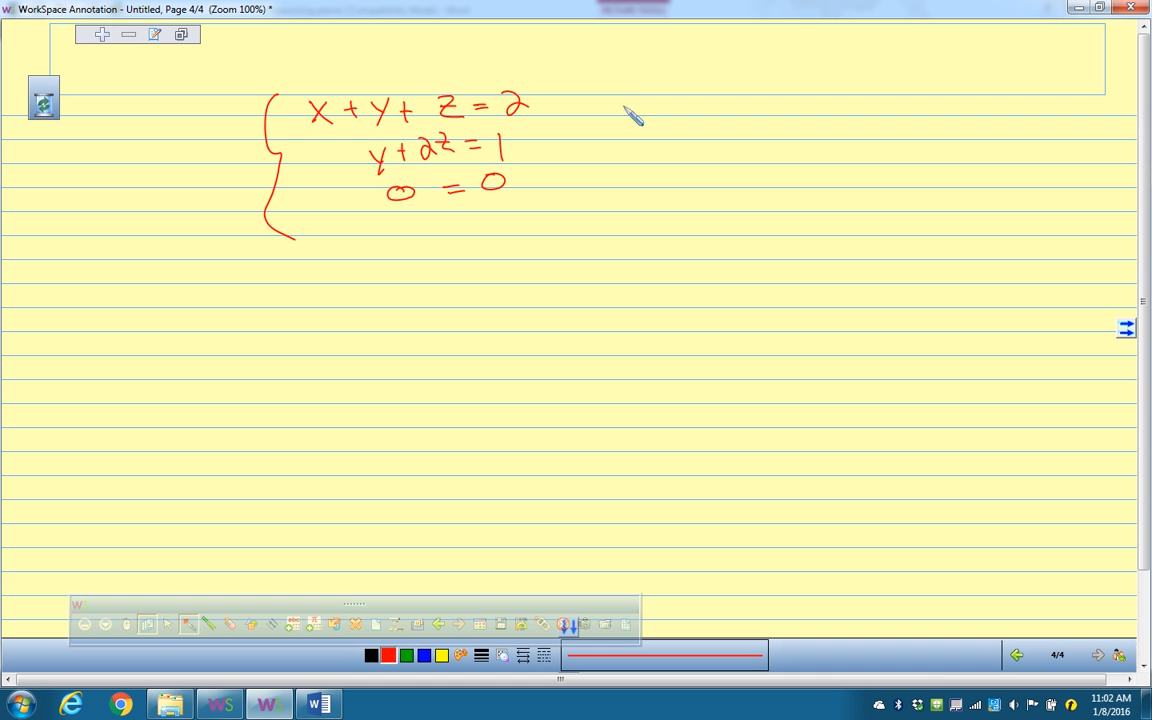 WorkSpace Annotation - Untitled, Page 4/4 (Zoom 100%) *
x + y + z = 2
y + 2z = 1
0 = 0
WS
4/4
11:02 AM
1/8/2016